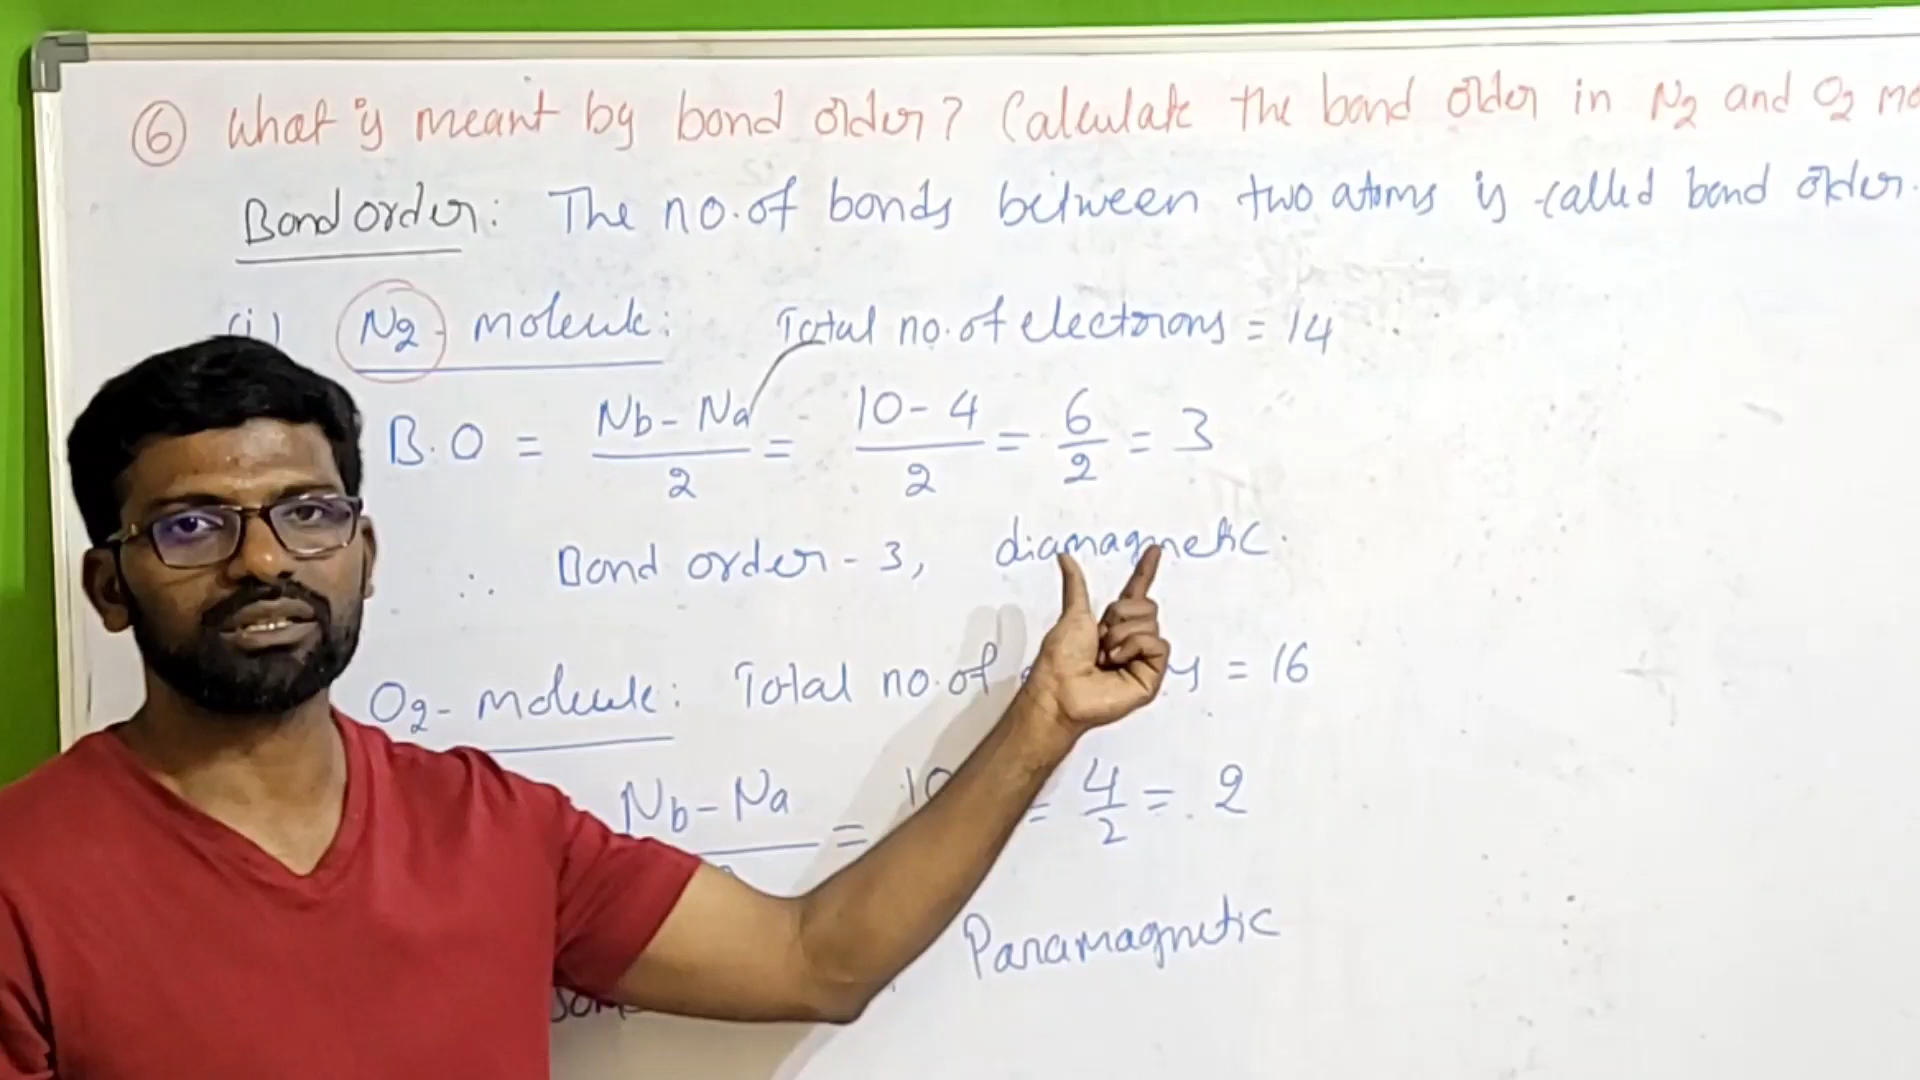 ⑥ What is meant by bond order? Calculate the bond order in N2 and O2 mo
Bond order: The no. of bonds between two atoms is called bond order.
(i) N2 - molecule: Total no. of electrons = 14
B.O = Nb - Na / 2 = 10 - 4 / 2 = 6 / 2 = 3
∴ Bond order - 3, diamagnetic.
O2 - molecule: Total no. of = 16
Nb - Na = 10 = 4 / 2 = 2
Paramagnetic